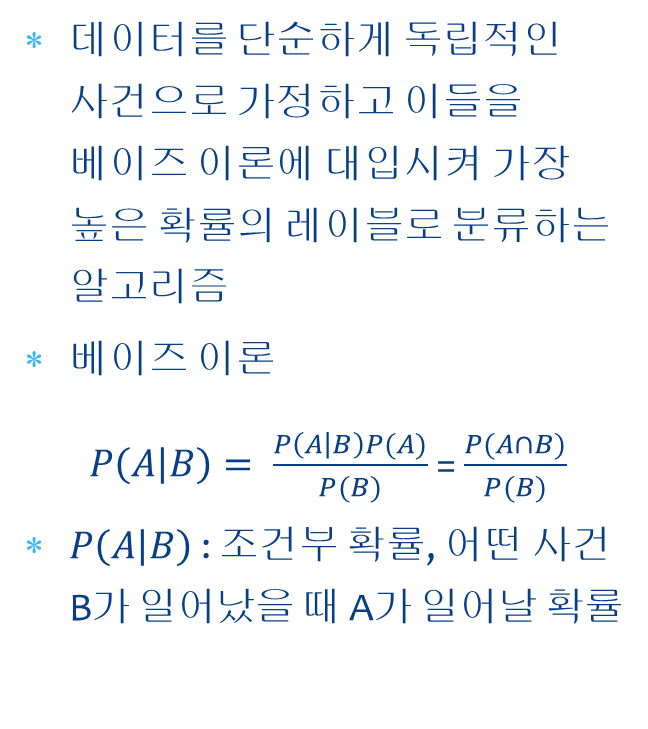 * 데이터를 단순하게 독립적인
사건으로 가정하고 이들을
베이즈 이론에 대입시켜 가장
높은 확률의 레이블로 분류하는
알고리즘
* 베이즈 이론
P(A|B) = P(A|B)P(A)/P(B) = P(A∩B)/P(B)
* P(A|B) : 조건부 확률, 어떤 사건
B가 일어났을 때 A가 일어날 확률